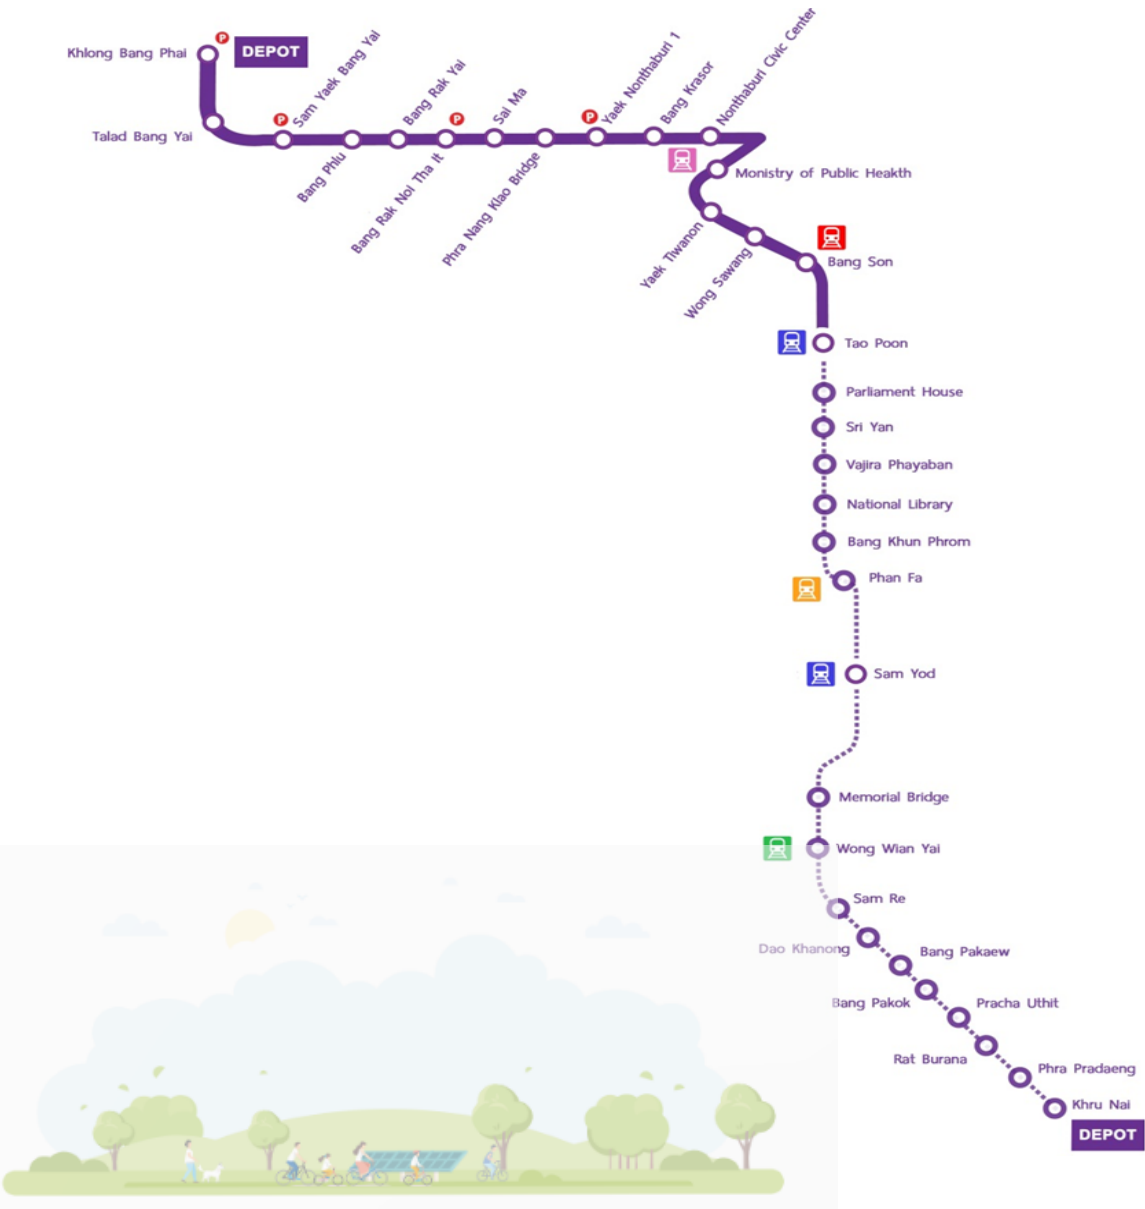 P
Khlong Bang Phai
DEPOT
Talad Bang Yai
P
Sam Yaek Bang Yai
Bang Phlu
Bang Rak Yai
P
Bang Rak Noi Tha It
Sai Ma
Phra Nang Klao Bridge
P
Yaek Nonthaburi 1
Bang Krasor
Nonthaburi Civic Center
Monistry of Public Heakth
Yaek Tiwanon
Wong Sawang
Bang Son
Tao Poon
Parliament House
Sri Yan
Vajira Phayaban
National Library
Bang Khun Phrom
Phan Fa
Sam Yod
Memorial Bridge
Wong Wian Yai
Sam Re
Dao Khanong
Bang Pakaew
Bang Pakok
Pracha Uthit
Rat Burana
Phra Pradaeng
Khru Nai
DEPOT